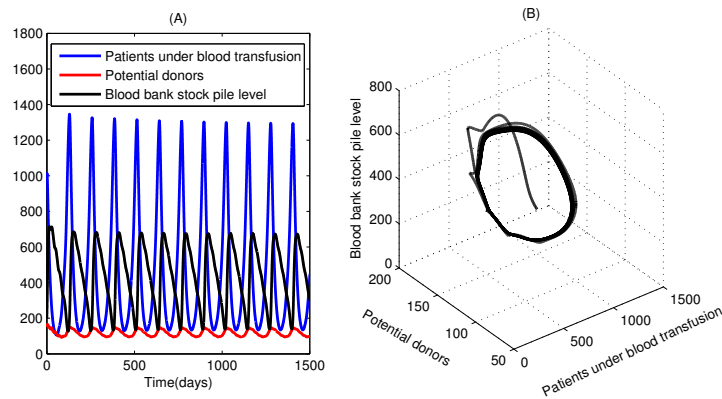 (A)
1800
1600
1400
1200
1000
800
600
400
200
0
Patients under blood transfusion
Potential donors
Blood bank stock pile level
0 500 1000 1500
Time(days)
(B)
800
600
400
200
0
Blood bank stock pile level
200
150
100
50
Potential donors
0
500
1000
1500
Patients under blood transfusion